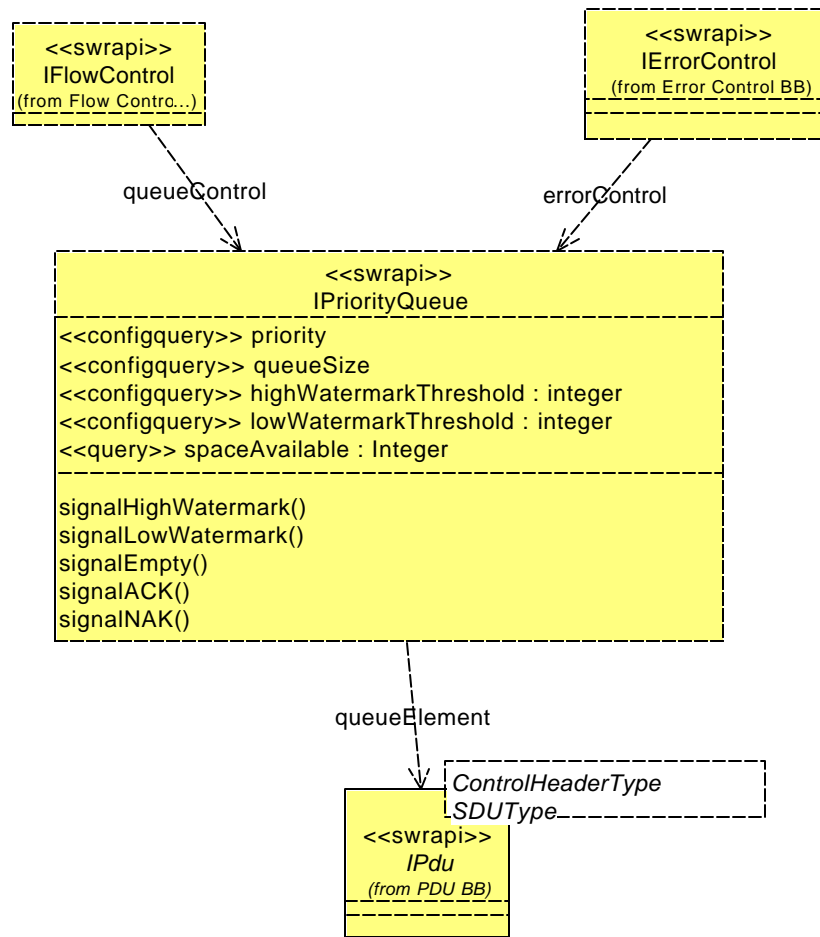 <<swrapi>>
IFlowControl
(from Flow Contro...)
<<swrapi>>
IErrorControl
(from Error Control BB)
queueControl
errorControl
<<swrapi>>
IPriorityQueue
<<configquery>> priority
<<configquery>> queueSize
<<configquery>> highWatermarkThreshold : integer
<<configquery>> lowWatermarkThreshold : integer
<<query>> spaceAvailable : Integer
signalHighWatermark()
signalLowWatermark()
signalEmpty()
signalACK()
signalNAK()
queueElement
ControlHeaderType
SDUType
<<swrapi>>
IPdu
(from PDU BB)